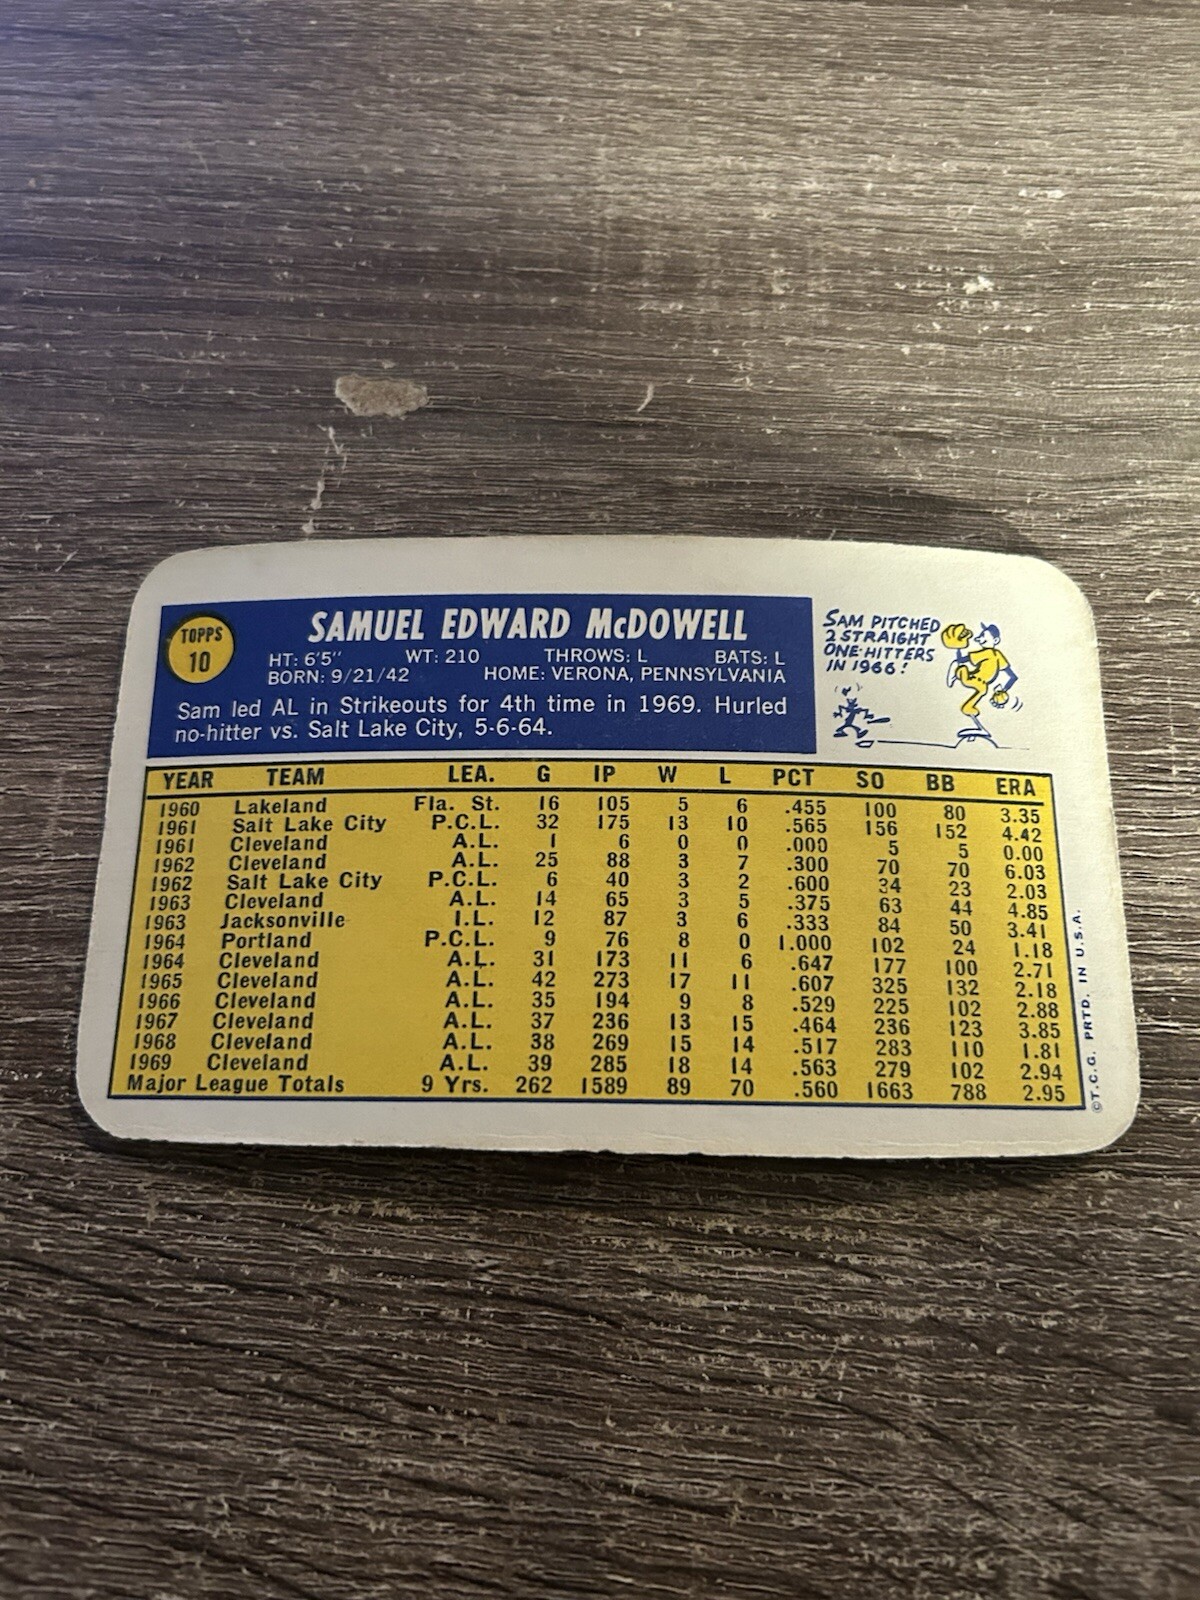 TOPPS
10
SAMUEL EDWARD McDOWELL
HT: 6'5" WT: 210 THROWS: L BATS: L
BORN: 9/21/42 HOME: VERONA, PENNSYLVANIA
Sam led AL in Strikeouts for 4th time in 1969. Hurled
no-hitter vs. Salt Lake City, 5-6-64.
SAM PITCHED
2 STRAIGHT
ONE-HITTERS
IN 1966!
YEAR TEAM LEA. G IP W L PCT SO BB ERA
1960 Lakeland Fla. St. 16 105 5 6 .455 100 80 3.35
1961 Salt Lake City P.C.L. 32 175 13 10 .565 156 152 4.42
1961 Cleveland A.L. 1 6 0 0 .000 5 5 0.00
1962 Cleveland A.L. 25 88 3 7 .300 70 70 6.03
1962 Salt Lake City P.C.L. 6 40 3 2 .600 34 23 2.03
1963 Cleveland A.L. 14 65 3 5 .375 63 44 4.85
1963 Jacksonville I.L. 12 87 3 6 .333 84 50 3.41
1964 Portland P.C.L. 9 76 8 0 1.000 102 24 1.18
1964 Cleveland A.L. 31 173 11 6 .647 177 100 2.71
1965 Cleveland A.L. 42 273 17 11 .607 325 132 2.18
1966 Cleveland A.L. 35 194 9 8 .529 225 102 2.88
1967 Cleveland A.L. 37 236 13 15 .464 236 123 3.85
1968 Cleveland A.L. 38 269 15 14 .517 283 110 1.81
1969 Cleveland A.L. 39 285 18 14 .563 279 102 2.94
Major League Totals 9 Yrs. 262 1589 89 70 .560 1663 788 2.95
©T.C.G. PRTD. IN U.S.A.